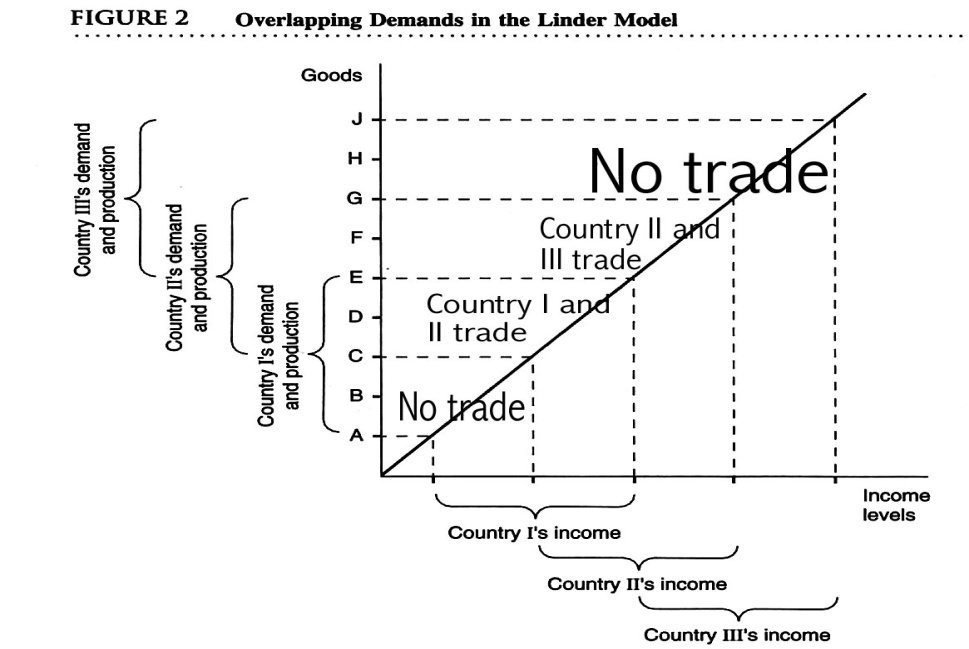 FIGURE 2 Overlapping Demands in the Linder Model
Goods
J
H
G
F
E
D
C
B
A
Country III's demand
and production
Country II's demand
and production
Country I's demand
and production
No trade
Country II and
III trade
Country I and
II trade
No trade
Income
levels
Country I's income
Country II's income
Country III's income